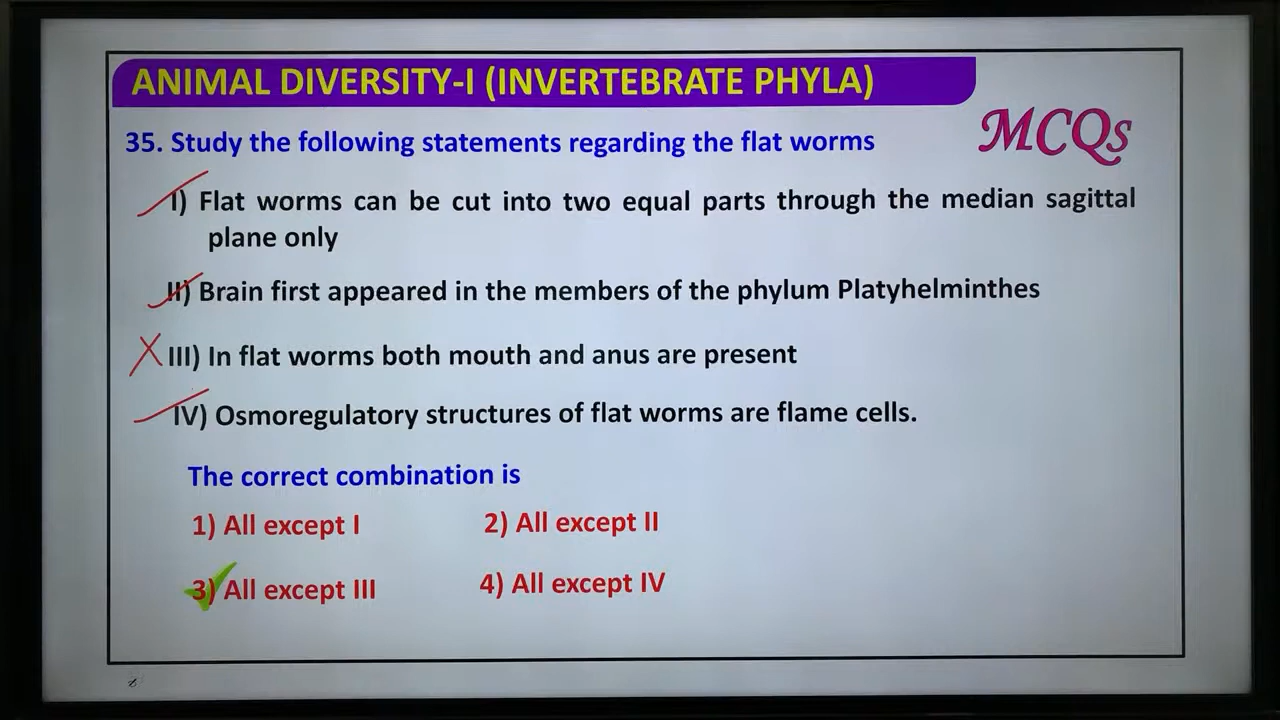 ANIMAL DIVERSITY-I (INVERTEBRATE PHYLA)
MCQs
35. Study the following statements regarding the flat worms
I) Flat worms can be cut into two equal parts through the median sagittal
plane only
II) Brain first appeared in the members of the phylum Platyhelminthes
III) In flat worms both mouth and anus are present
IV) Osmoregulatory structures of flat worms are flame cells.
The correct combination is
1) All except I
2) All except II
3) All except III
4) All except IV